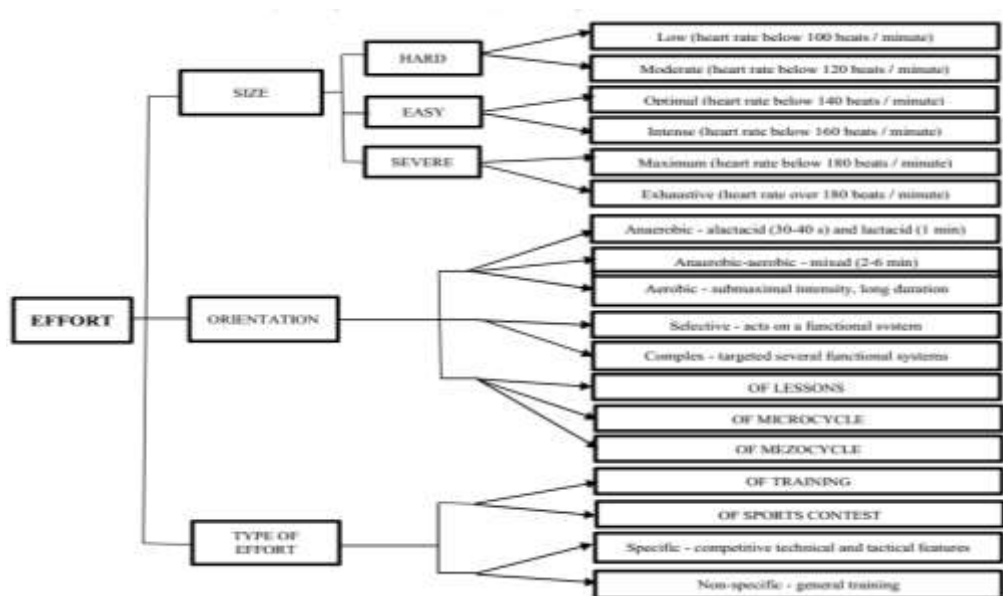 EFFORT
SIZE
HARD
EASY
SEVERE
Low (heart rate below 100 beats / minute)
Moderate (heart rate below 120 beats / minute)
Optimal (heart rate below 140 beats / minute)
Intense (heart rate below 160 beats / minute)
Maximum (heart rate below 180 beats / minute)
Exhaustive (heart rate over 180 beats / minute)
ORIENTATION
Anaerobic - alactacid (30-40 s) and lactacid (1 min)
Anaerobic-aerobic - mixed (2-6 min)
Aerobic - submaximal intensity, long duration
Selective - acts on a functional system
Complex - targeted several functional systems
OF LESSONS
OF MICROCYCLE
OF MEZOCYCLE
TYPE OF
EFFORT
OF TRAINING
OF SPORTS CONTEST
Specific - competitive technical and tactical features
Non-specific - general training